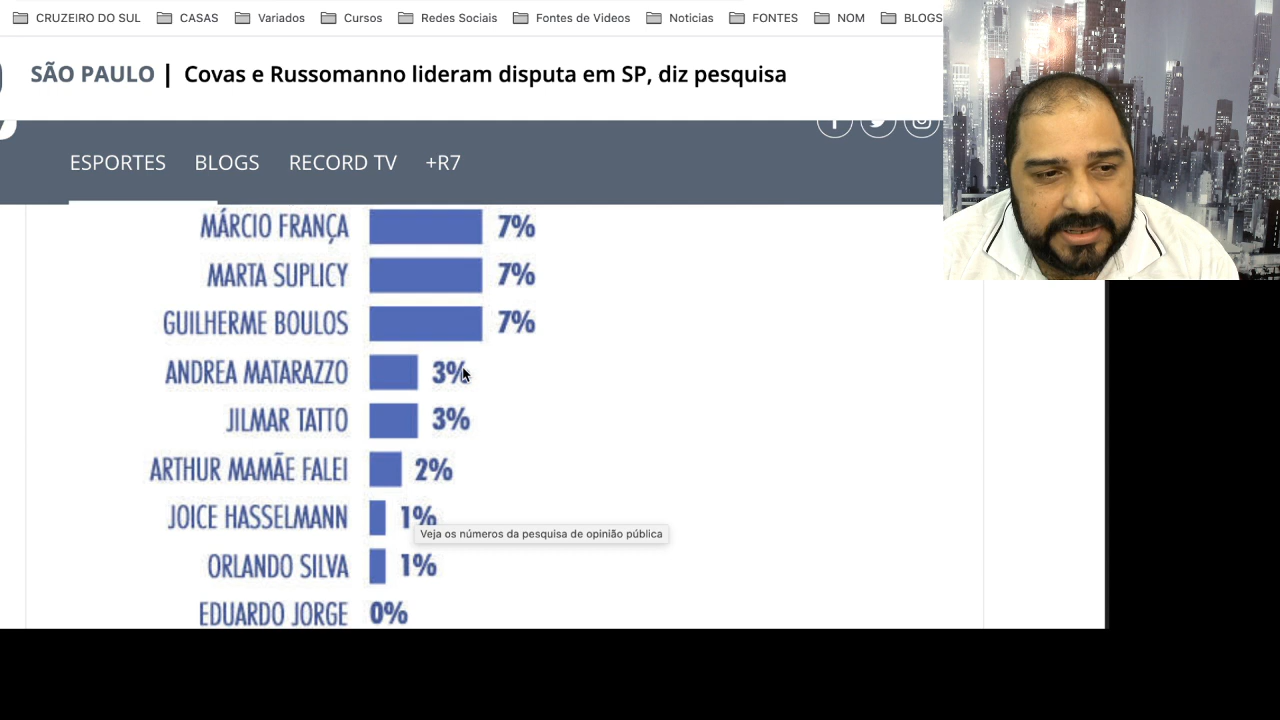 CRUZEIRO DO SUL CASAS Variados Cursos Redes Sociais Fontes de Videos Noticias FONTES NOM BLOGS
SÃO PAULO | Covas e Russomanno lideram disputa em SP, diz pesquisa
ESPORTES BLOGS RECORD TV +R7
MÁRCIO FRANÇA 7%
MARTA SUPLICY 7%
GUILHERME BOULOS 7%
ANDREA MATARAZZO 3%
JILMAR TATTO 3%
ARTHUR MAMÃE FALEI 2%
JOICE HASSELMANN 1%
Veja os números da pesquisa de opinião pública
ORLANDO SILVA 1%
EDUARDO JORGE 0%